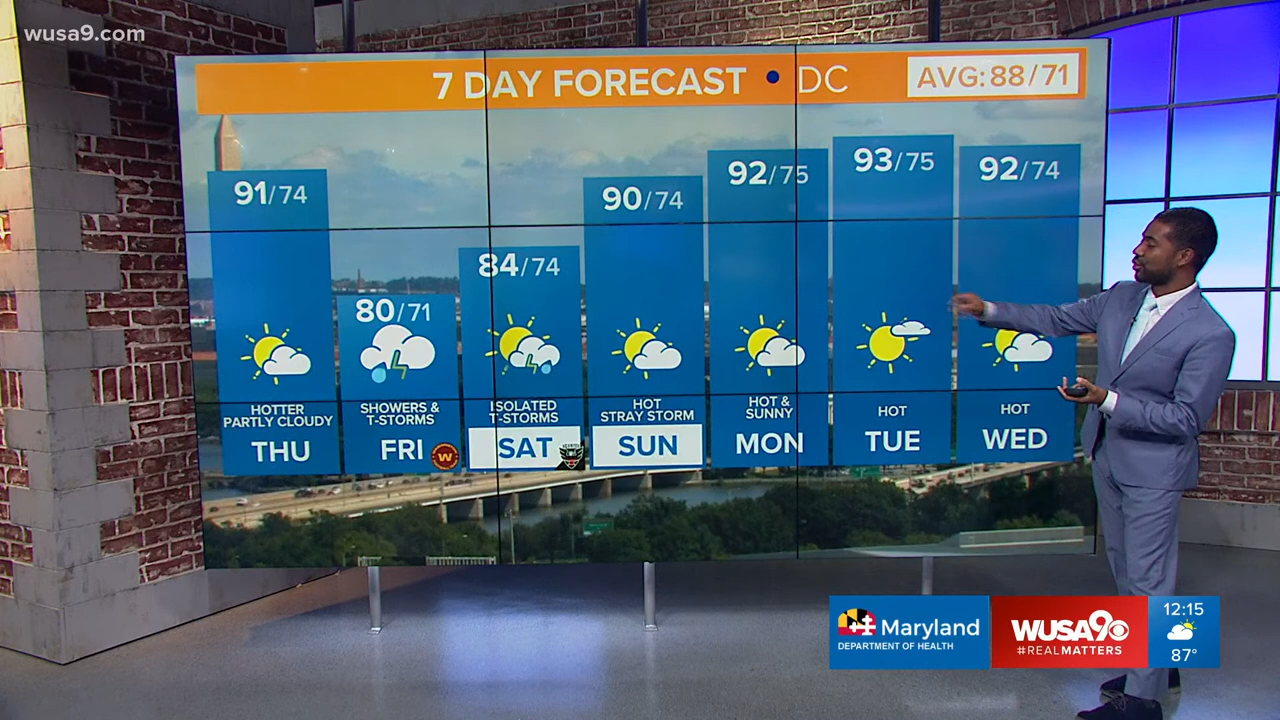 wusa9.com
7 DAY FORECAST • DC
AVG: 88/71
91/74
80/71
84/74
90/74
92/75
93/75
92/74
HOTTER
PARTLY CLOUDY
THU
SHOWERS &
T-STORMS
FRI
W
ISOLATED
T-STORMS
SAT
HOT
STRAY STORM
SUN
HOT &
SUNNY
MON
HOT
TUE
HOT
WED
Maryland
DEPARTMENT OF HEALTH
WUSA9
#REALMATTERS
12:15
87°